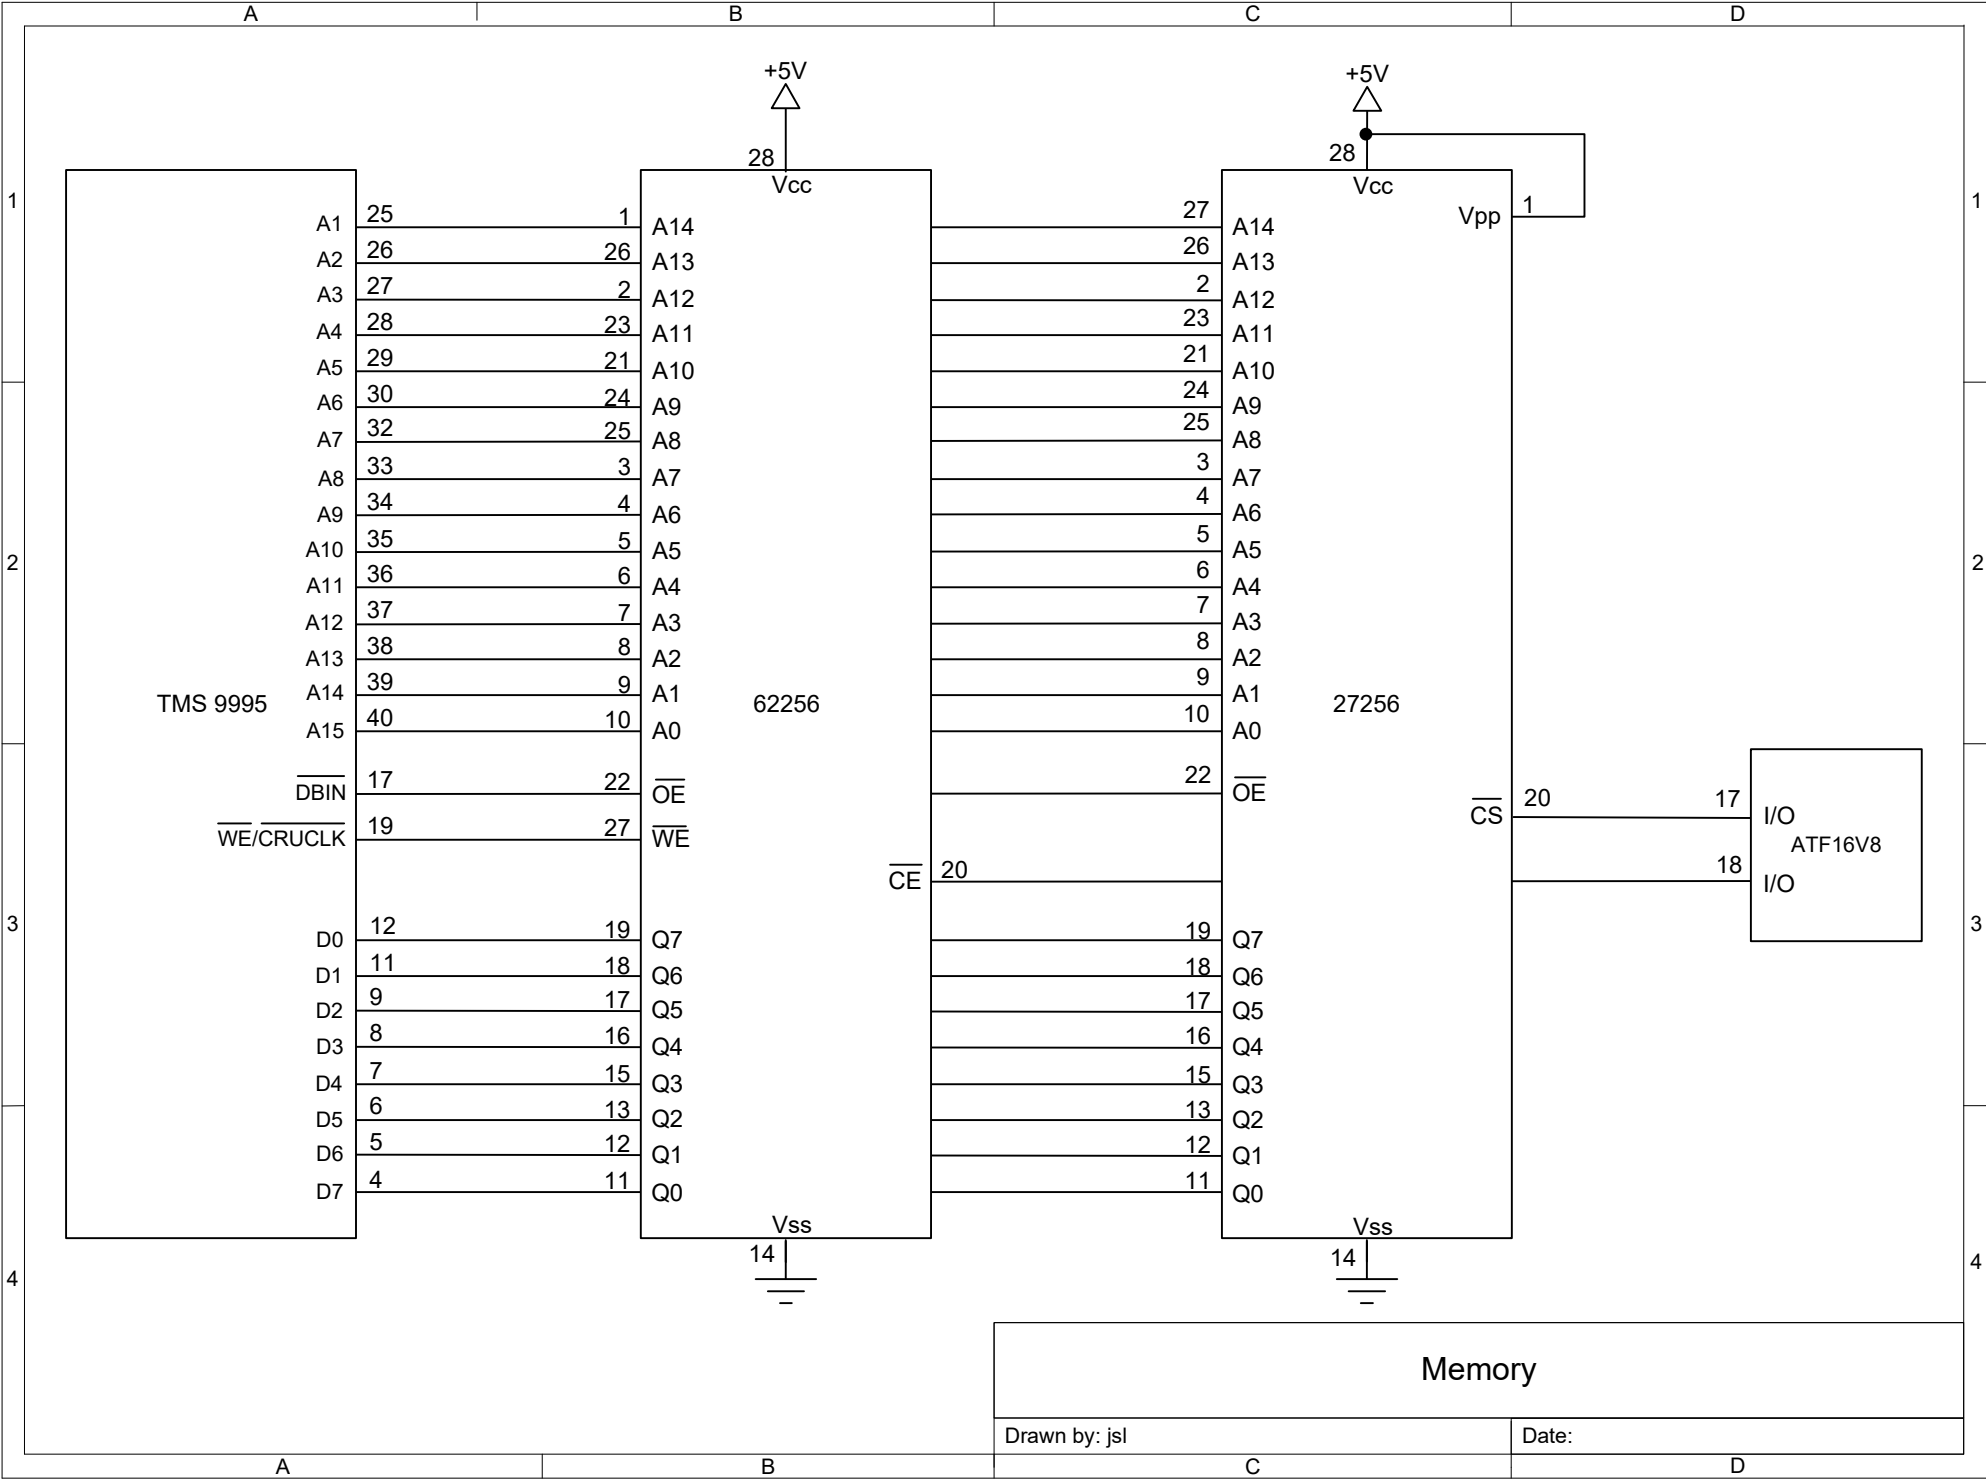 A B C D
+5V +5V
28 28
Vcc Vcc
1 1
Vpp 1
A1 25 1 A14 27 A14
A2 26 26 A13 26 A13
A3 27 2 A12 2 A12
A4 28 23 A11 23 A11
A5 29 21 A10 21 A10
A6 30 24 A9 24 A9
A7 32 25 A8 25 A8
A8 33 3 A7 3 A7
A9 34 4 A6 4 A6
A10 35 5 A5 5 A5
2 2
A11 36 6 A4 6 A4
A12 37 7 A3 7 A3
A13 38 8 A2 8 A2
A14 39 9 A1 9 A1
TMS 9995 62256 27256
A15 40 10 A0 10 A0
DBIN 17 22 OE 22 OE
CS 20 17 I/O
WE/CRUCLK 19 27 WE
ATF16V8
CE 20 18 I/O
3 3
D0 12 19 Q7 19 Q7
D1 11 18 Q6 18 Q6
D2 9 17 Q5 17 Q5
D3 8 16 Q4 16 Q4
D4 7 15 Q3 15 Q3
D5 6 13 Q2 13 Q2
D6 5 12 Q1 12 Q1
D7 4 11 Q0 11 Q0
Vss Vss
14 14
4 4
Memory
Drawn by: jsl Date:
A B C D